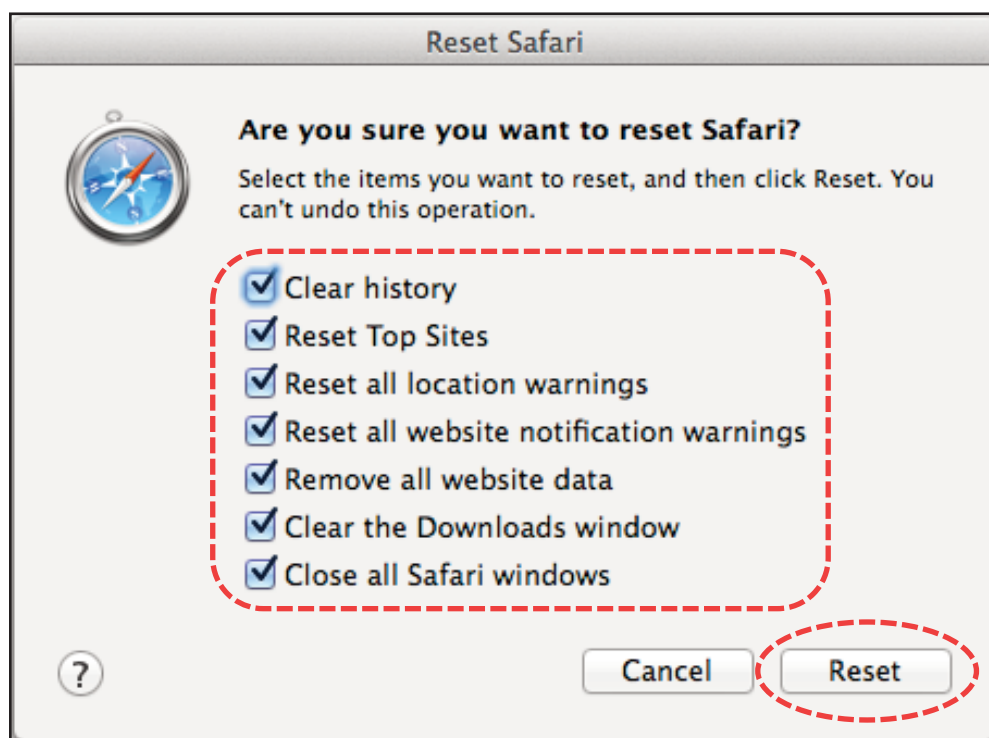 Reset Safari
Are you sure you want to reset Safari?
Select the items you want to reset, and then click Reset. You
can't undo this operation.
Clear history
Reset Top Sites
Reset all location warnings
Reset all website notification warnings
Remove all website data
Clear the Downloads window
Close all Safari windows
?
Cancel
Reset